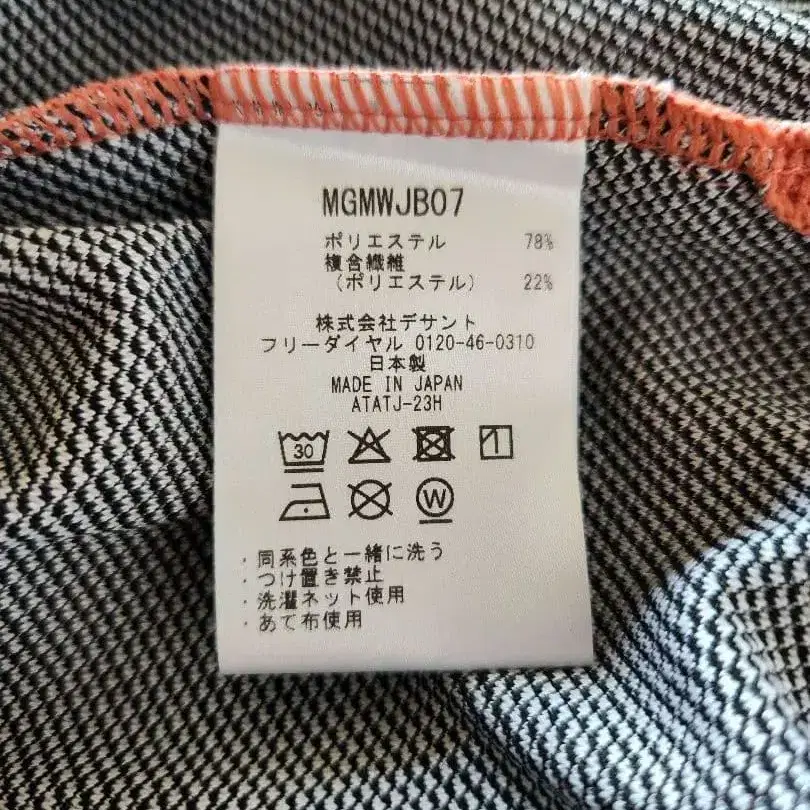 MGMWJB07
ポリエステル 78%
複合繊維
(ポリエステル) 22%
株式会社デサント
フリーダイヤル 0120-46-0310
日本製
MADE IN JAPAN
ATATJ-23H
30
W
・同系色と一緒に洗う
・つけ置き禁止
・洗濯ネット使用
・あて布使用